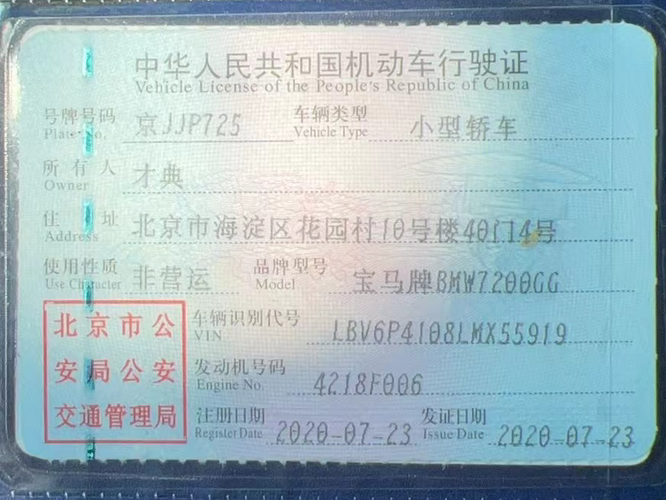 中华人民共和国机动车行驶证
Vehicle License of the People's Republic of China
号牌号码 京JJP725 车辆类型 小型轿车
Plate No. Vehicle Type
所有人 才典
Owner
住址 北京市海淀区花园村10号楼40门4号
Address
使用性质 非营运 品牌型号 宝马牌BMW7200GG
Use Character Model
北京市公安局公安交通管理局
车辆识别代号 LBV6P4108LMX55919
VIN
发动机号码 4218F006
Engine No.
注册日期 2020-07-23 发证日期 2020-07-23
Register Date Issue Date